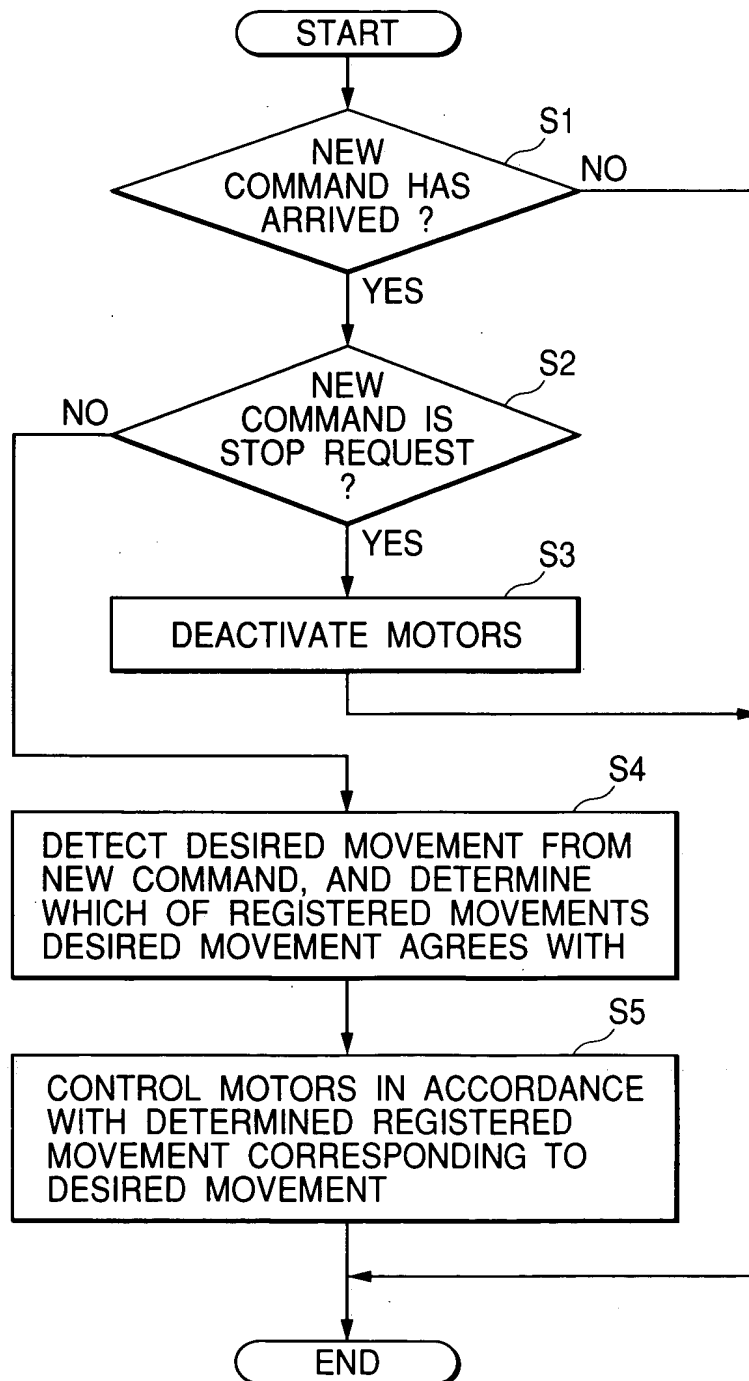 START
S1
NEW
COMMAND HAS
ARRIVED ?
NO
YES
S2
NEW
COMMAND IS
STOP REQUEST
?
NO
YES
S3
DEACTIVATE MOTORS
S4
DETECT DESIRED MOVEMENT FROM
NEW COMMAND, AND DETERMINE
WHICH OF REGISTERED MOVEMENTS
DESIRED MOVEMENT AGREES WITH
S5
CONTROL MOTORS IN ACCORDANCE
WITH DETERMINED REGISTERED
MOVEMENT CORRESPONDING TO
DESIRED MOVEMENT
END